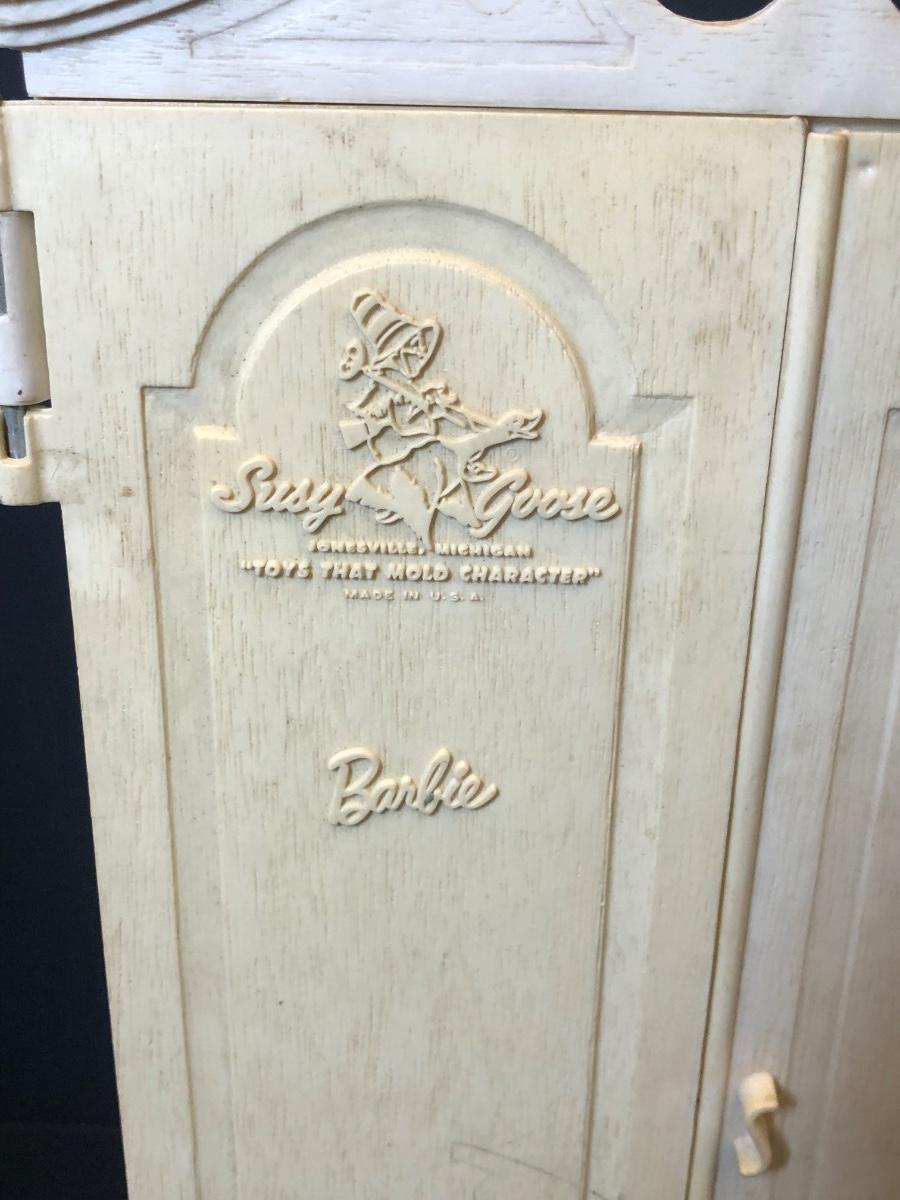 Susy Goose
JONESVILLE, MICHIGAN
"TOYS THAT MOLD CHARACTER"
MADE IN U.S.A.
Barbie